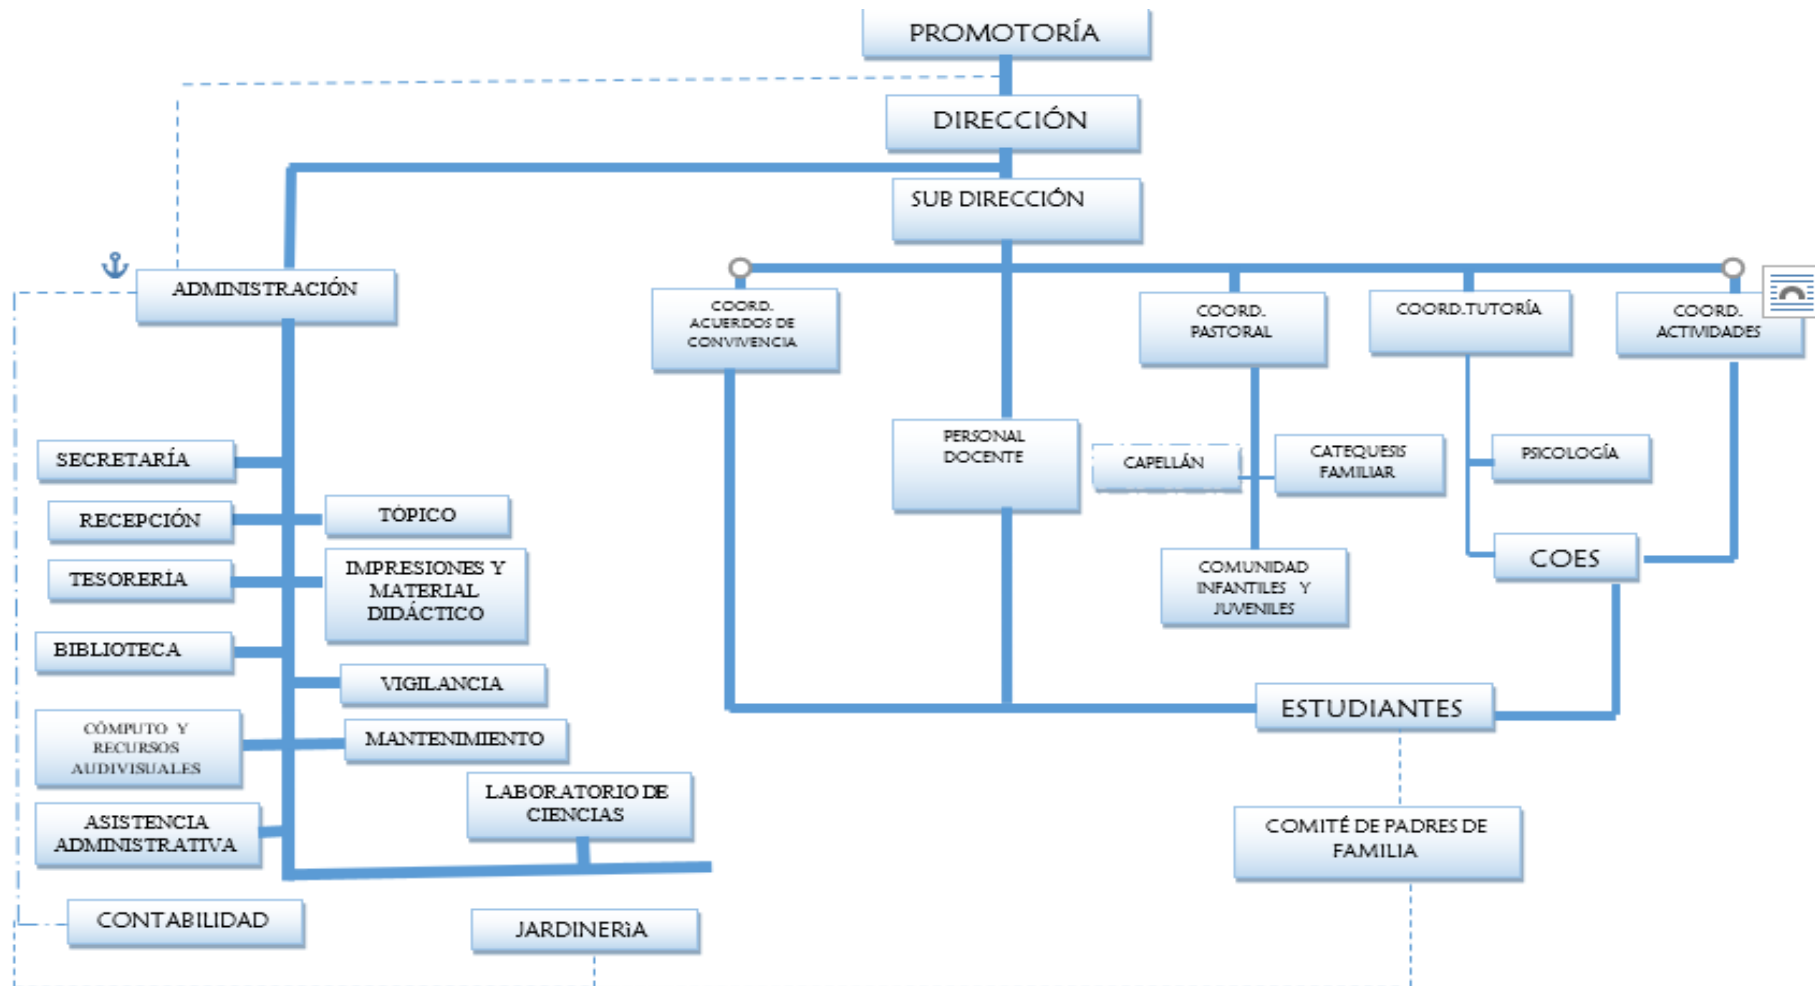 PROMOTORÍA
DIRECCIÓN
SUB DIRECCIÓN
ADMINISTRACIÓN
COORD.
ACUERDOS DE
CONVIVENCIA
COORD.
PASTORAL
COORD.TUTORÍA
COORD.
ACTIVIDADES
PERSONAL
DOCENTE
CAPELLÁN
CATEQUESIS
FAMILIAR
PSICOLOGÍA
SECRETARÍA
RECEPCIÓN
TÓPICO
TESORERÍA
IMPRESIONES Y
MATERIAL
DIDÁCTICO
COES
COMUNIDAD
INFANTILES Y
JUVENILES
BIBLIOTECA
VIGILANCIA
ESTUDIANTES
CÓMPUTO Y
RECURSOS
AUDIVISUALES
MANTENIMIENTO
LABORATORIO DE
CIENCIAS
ASISTENCIA
ADMINISTRATIVA
COMITÉ DE PADRES DE
FAMILIA
CONTABILIDAD
JARDINERìA